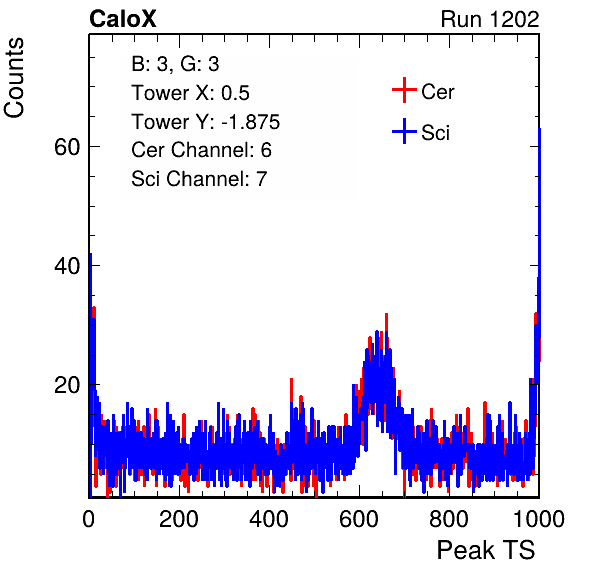 CaloX Run 1202
Counts
B: 3, G: 3
Tower X: 0.5
Tower Y: -1.875
Cer Channel: 6
Sci Channel: 7
Cer
Sci
60
40
20
0 200 400 600 800 1000
Peak TS